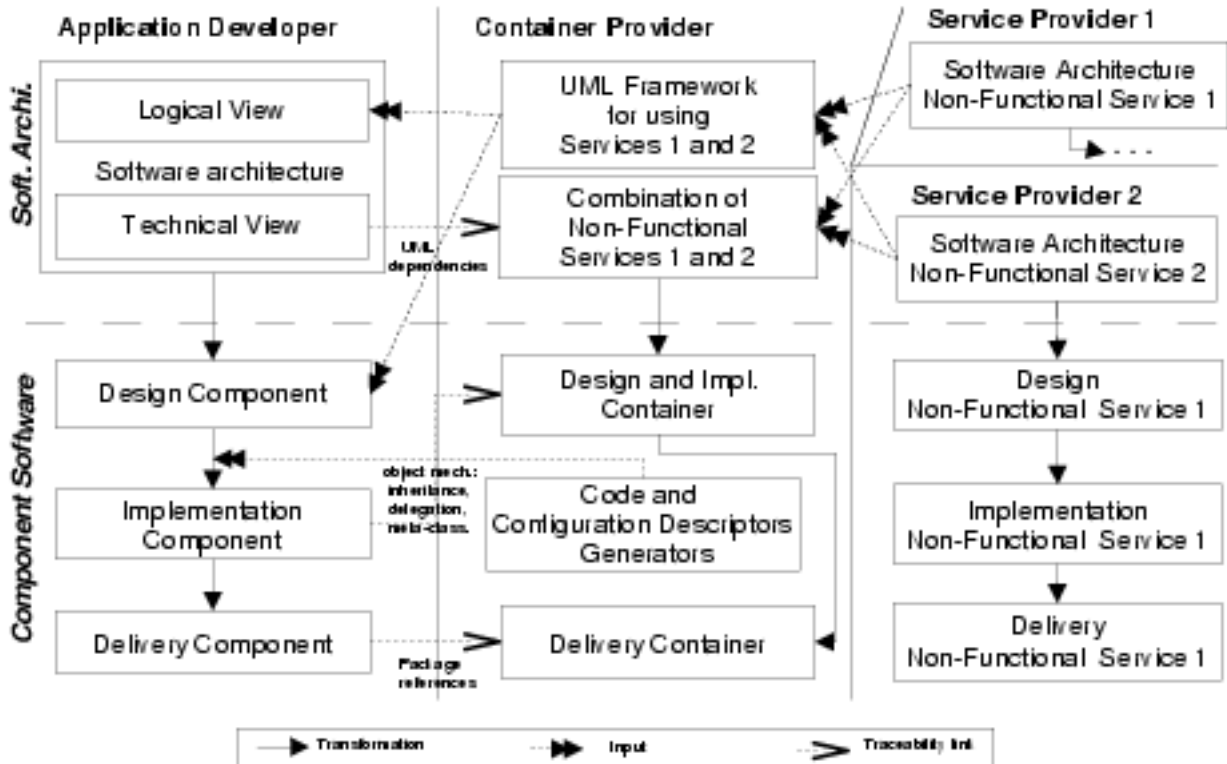 Application Developer
Container Provider
Service Provider 1
Soft. Archi.
Logical View
Software architecture
Technical View
UML Framework
for using
Services 1 and 2
Combination of
Non-Functional
Services 1 and 2
Software Architecture
Non-Functional Service 1
. . .
Service Provider 2
Software Architecture
Non-Functional Service 2
UML
dependencies
Component Software
Design Component
Design and Impl.
Container
Design
Non-Functional Service 1
object mech.:
inheritance,
delegation,
meta-class.
Implementation
Component
Code and
Configuration Descriptors
Generators
Implementation
Non-Functional Service 1
Delivery Component
Package
references
Delivery Container
Delivery
Non-Functional Service 1
Transformation
Input
Traceability link